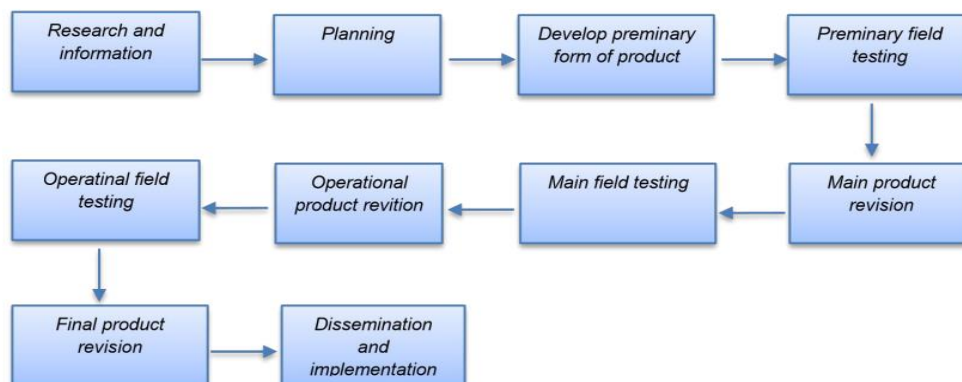 Research and
information
Planning
Develop preminary
form of product
Preminary field
testing
Operatinal field
testing
Operational
product revition
Main field testing
Main product
revision
Final product
revision
Dissemination
and
implementation